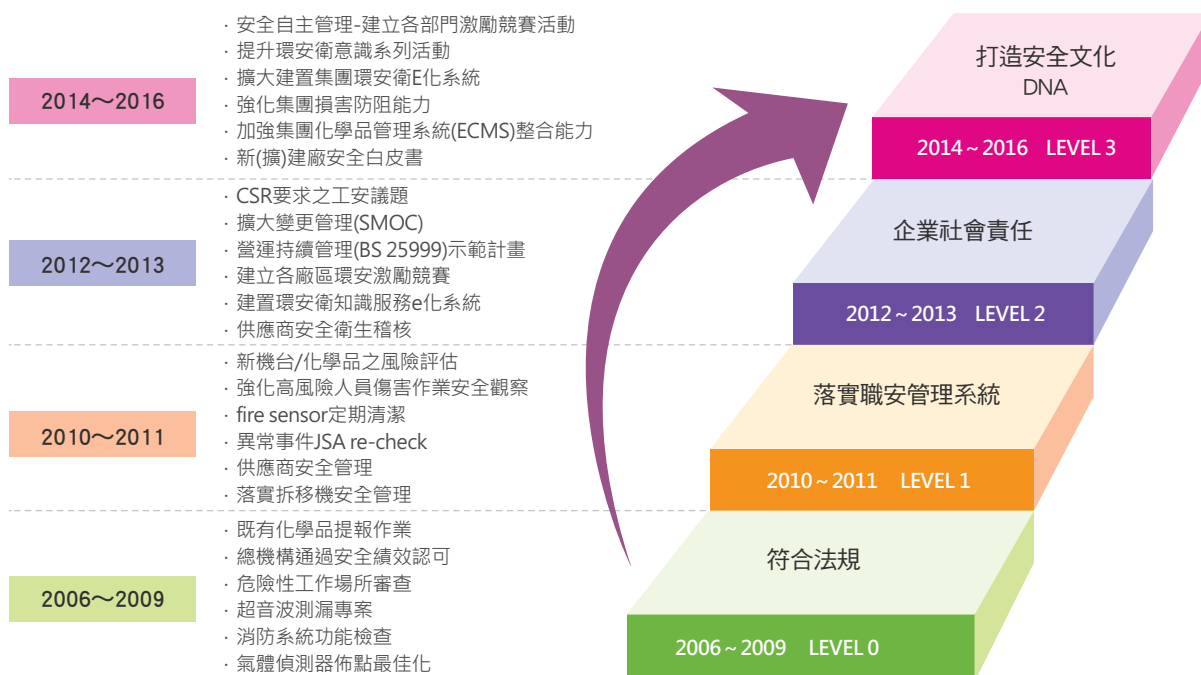 2014～2016
· 安全自主管理-建立各部門激勵競賽活動
· 提升環安衛意識系列活動
· 擴大建置集團環安衛E化系統
· 強化集團損害防阻能力
· 加強集團化學品管理系統(ECMS)整合能力
· 新(擴)建廠安全白皮書
打造安全文化
DNA
2014～2016 LEVEL 3
2012～2013
· CSR要求之工安議題
· 擴大變更管理(SMOC)
· 營運持續管理(BS 25999)示範計畫
· 建立各廠區環安激勵競賽
· 建置環安衛知識服務e化系統
· 供應商安全衛生稽核
企業社會責任
2012～2013 LEVEL 2
2010～2011
· 新機台/化學品之風險評估
· 強化高風險人員傷害作業安全觀察
· fire sensor定期清潔
· 異常事件JSA re-check
· 供應商安全管理
· 落實拆移機安全管理
落實職安管理系統
2010～2011 LEVEL 1
2006～2009
· 既有化學品提報作業
· 總機構通過安全績效認可
· 危險性工作場所審查
· 超音波測漏專案
· 消防系統功能檢查
· 氣體偵測器佈點最佳化
符合法規
2006～2009 LEVEL 0